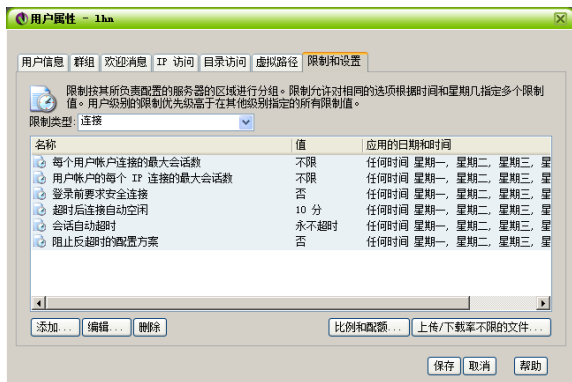 用户属性 - lhn
用户信息 群组 欢迎消息 IP 访问 目录访问 虚拟路径 限制和设置
限制按其所负责配置的服务器的区域进行分组。限制允许对相同的选项根据时间和星期几指定多个限制
值。用户级别的限制优先级高于在其他级别指定的所有限制值。
限制类型: 连接
名称 值 应用的日期和时间
每个用户帐户连接的最大会话数 不限 任何时间 星期一, 星期二, 星期三, 星
用户帐户的每个 IP 连接的最大会话数 不限 任何时间 星期一, 星期二, 星期三, 星
登录前要求安全连接 否 任何时间 星期一, 星期二, 星期三, 星
超时后连接自动空闲 10 分 任何时间 星期一, 星期二, 星期三, 星
会话自动超时 永不超时 任何时间 星期一, 星期二, 星期三, 星
阻止反超时的配置方案 否 任何时间 星期一, 星期二, 星期三, 星
添加... 编辑... 删除 比例和配额... 上传/下载率不限的文件...
保存 取消 帮助